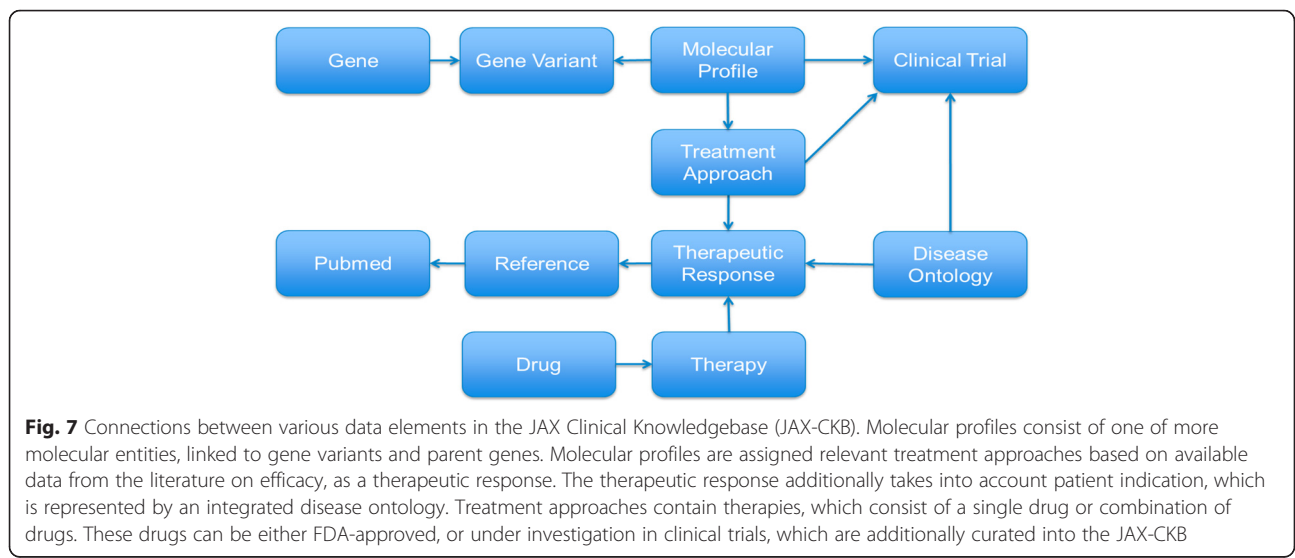 Gene
Gene Variant
Molecular
Profile
Clinical Trial
Treatment
Approach
Pubmed
Reference
Therapeutic
Response
Disease
Ontology
Drug
Therapy
Fig. 7 Connections between various data elements in the JAX Clinical Knowledgebase (JAX-CKB). Molecular profiles consist of one of more
molecular entities, linked to gene variants and parent genes. Molecular profiles are assigned relevant treatment approaches based on available
data from the literature on efficacy, as a therapeutic response. The therapeutic response additionally takes into account patient indication, which
is represented by an integrated disease ontology. Treatment approaches contain therapies, which consist of a single drug or combination of
drugs. These drugs can be either FDA-approved, or under investigation in clinical trials, which are additionally curated into the JAX-CKB